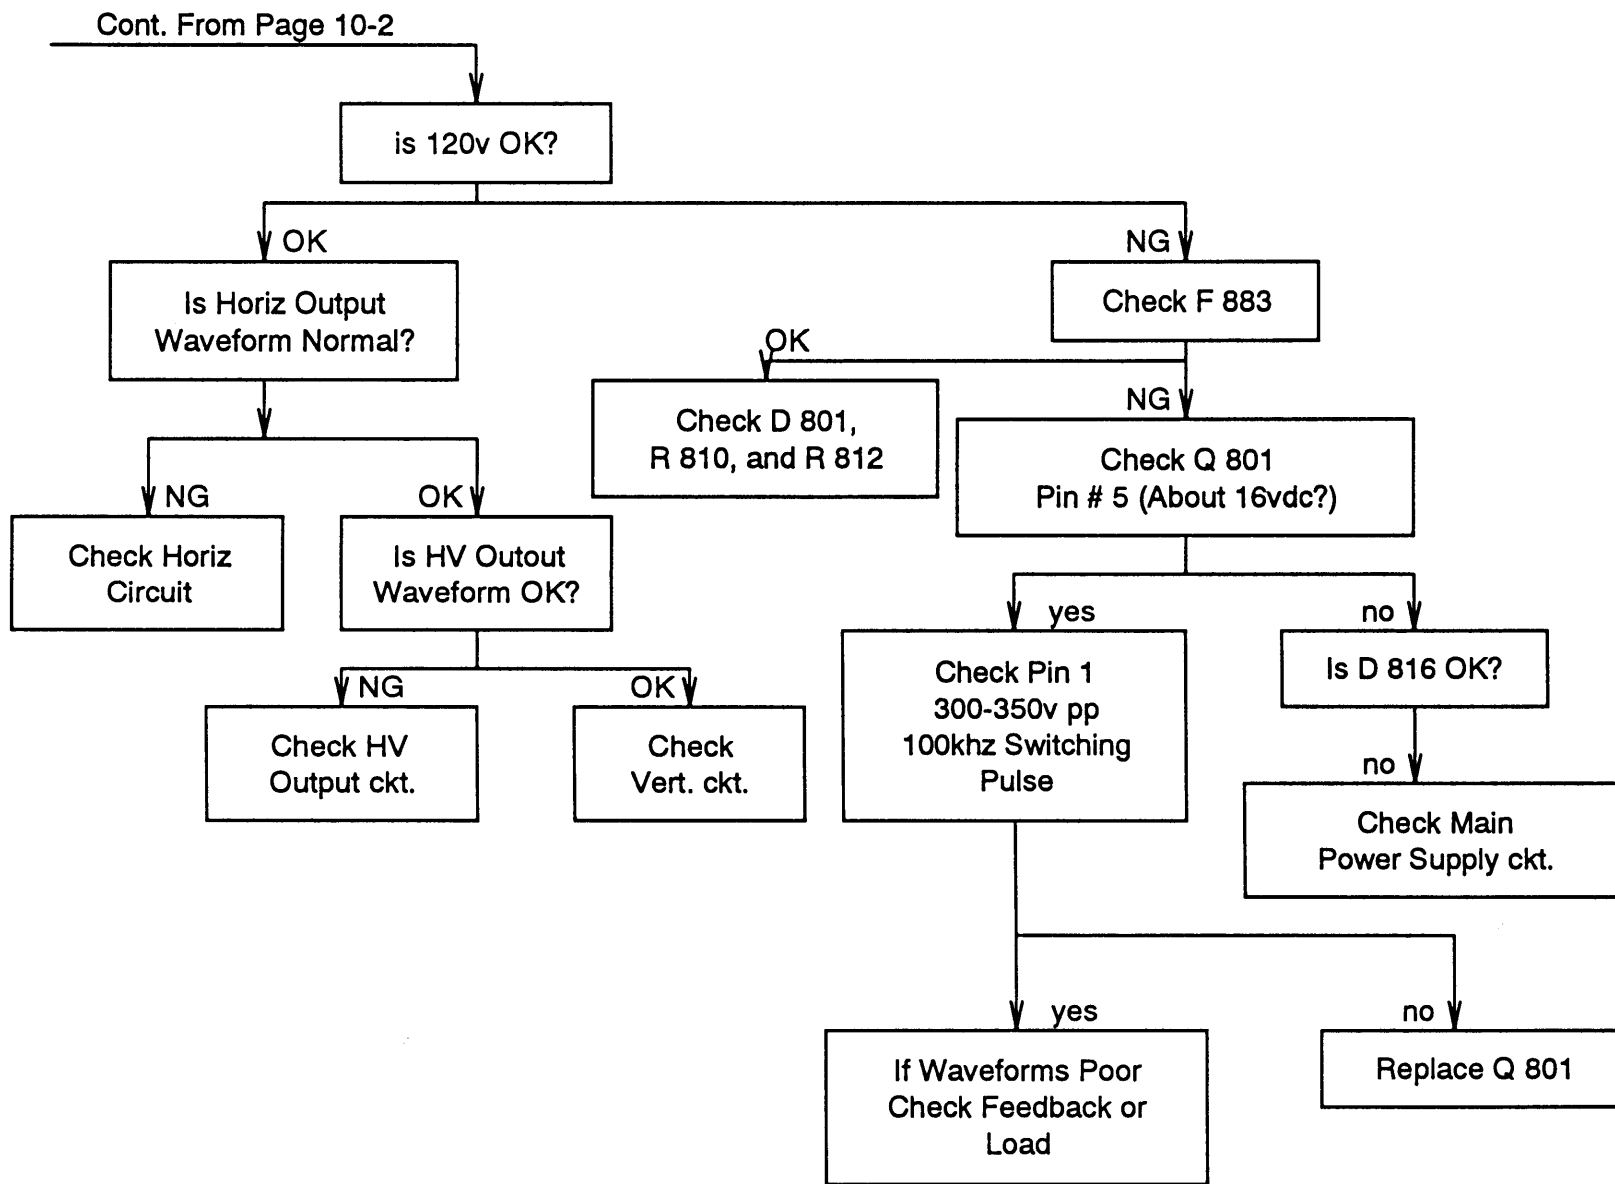 Cont. From Page 10-2
is 120v OK?
OK
NG
Is Horiz Output
Waveform Normal?
Check F 883
OK
Check D 801,
R 810, and R 812
NG
Check Q 801
Pin # 5 (About 16vdc?)
NG
OK
Check Horiz
Circuit
Is HV Outout
Waveform OK?
yes
no
Check Pin 1
300-350v pp
100khz Switching
Pulse
Is D 816 OK?
NG
OK
Check HV
Output ckt.
Check
Vert. ckt.
no
Check Main
Power Supply ckt.
yes
no
If Waveforms Poor
Check Feedback or
Load
Replace Q 801